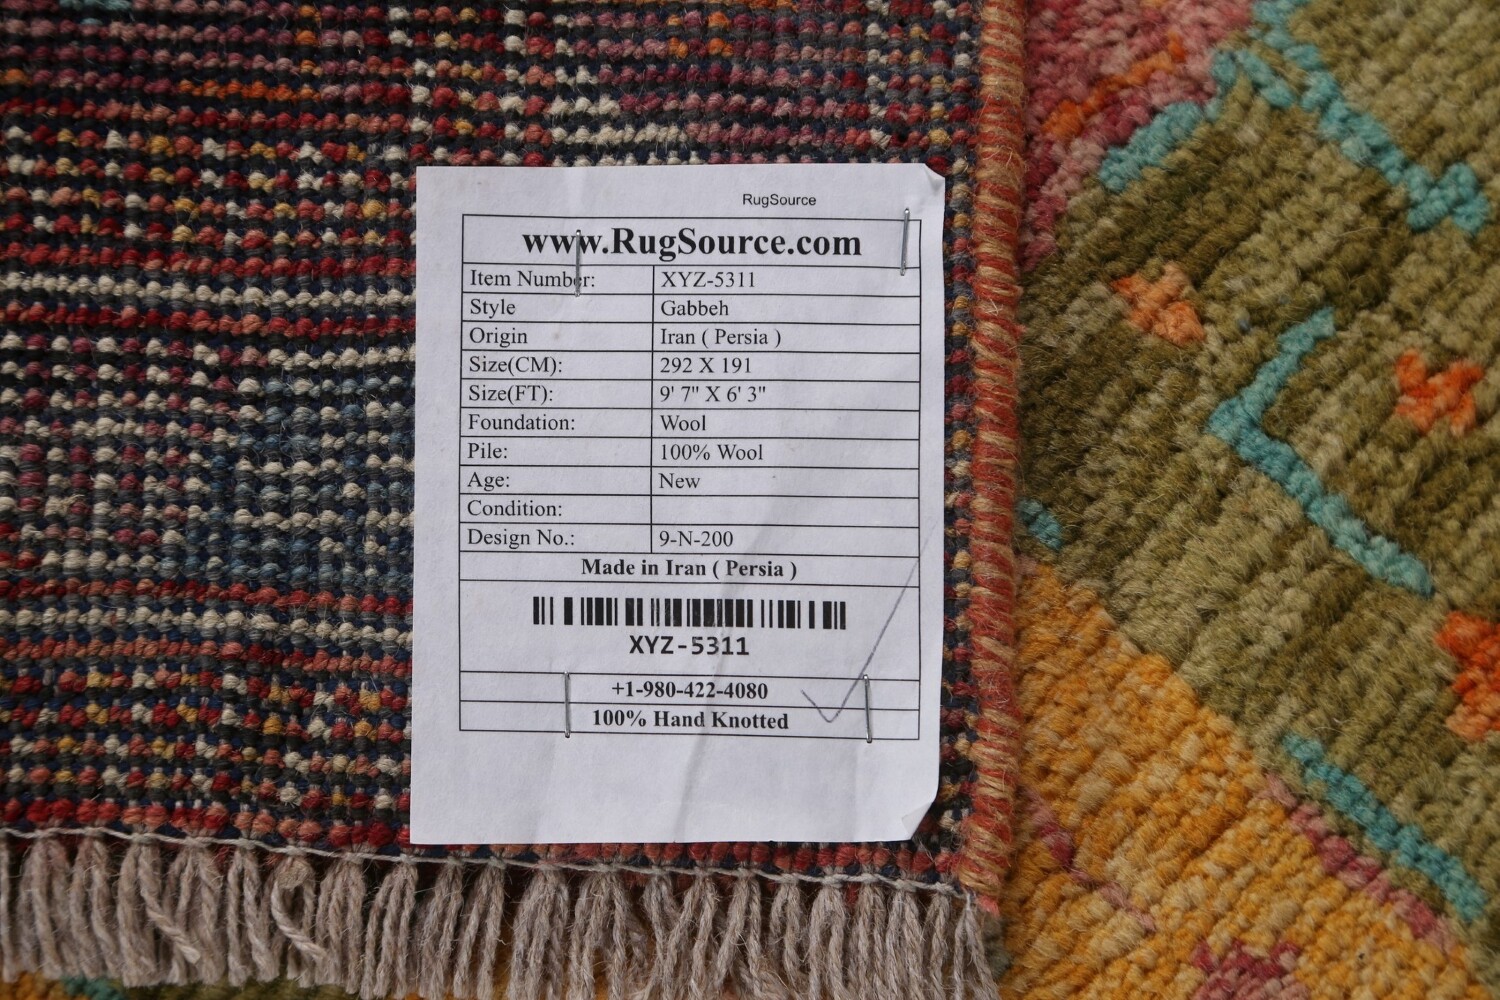 RugSource
www.RugSource.com
Item Number: XYZ-5311
Style Gabbeh
Origin Iran ( Persia )
Size(CM): 292 X 191
Size(FT): 9' 7" X 6' 3"
Foundation: Wool
Pile: 100% Wool
Age: New
Condition:
Design No.: 9-N-200
Made in Iran ( Persia )
XYZ-5311
+1-980-422-4080
100% Hand Knotted